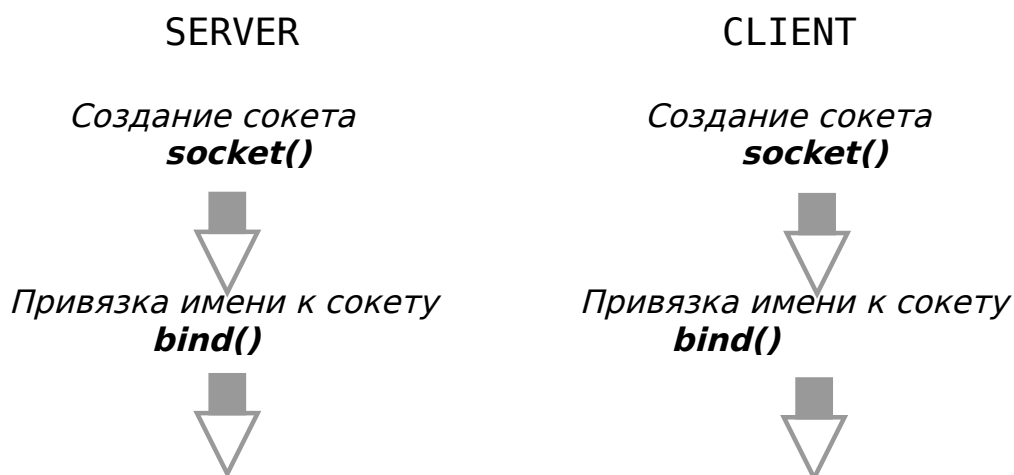 SERVER
Создание сокета
socket()
Привязка имени к сокету
bind()
CLIENT
Создание сокета
socket()
Привязка имени к сокету
bind()